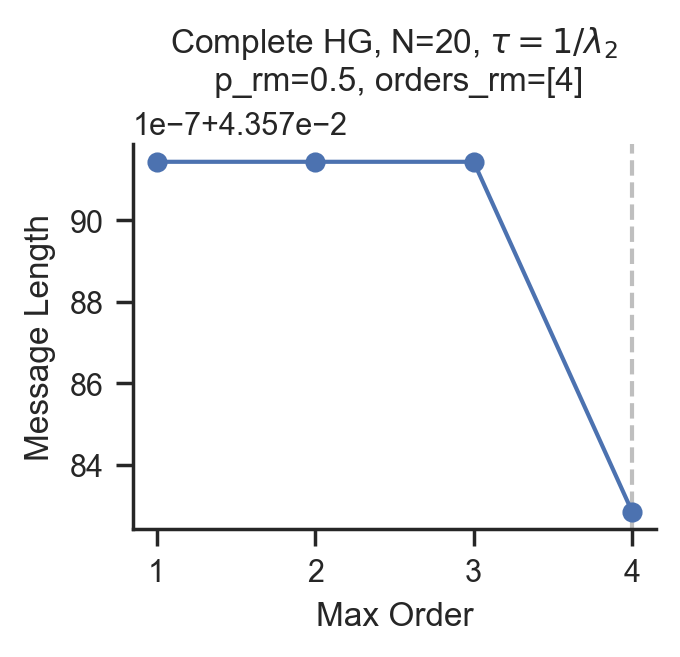 Complete HG, N=20, τ = 1/λ₂
p_rm=0.5, orders_rm=[4]
1e−7+4.357e−2
90
88
86
84
Message Length
1 2 3 4
Max Order